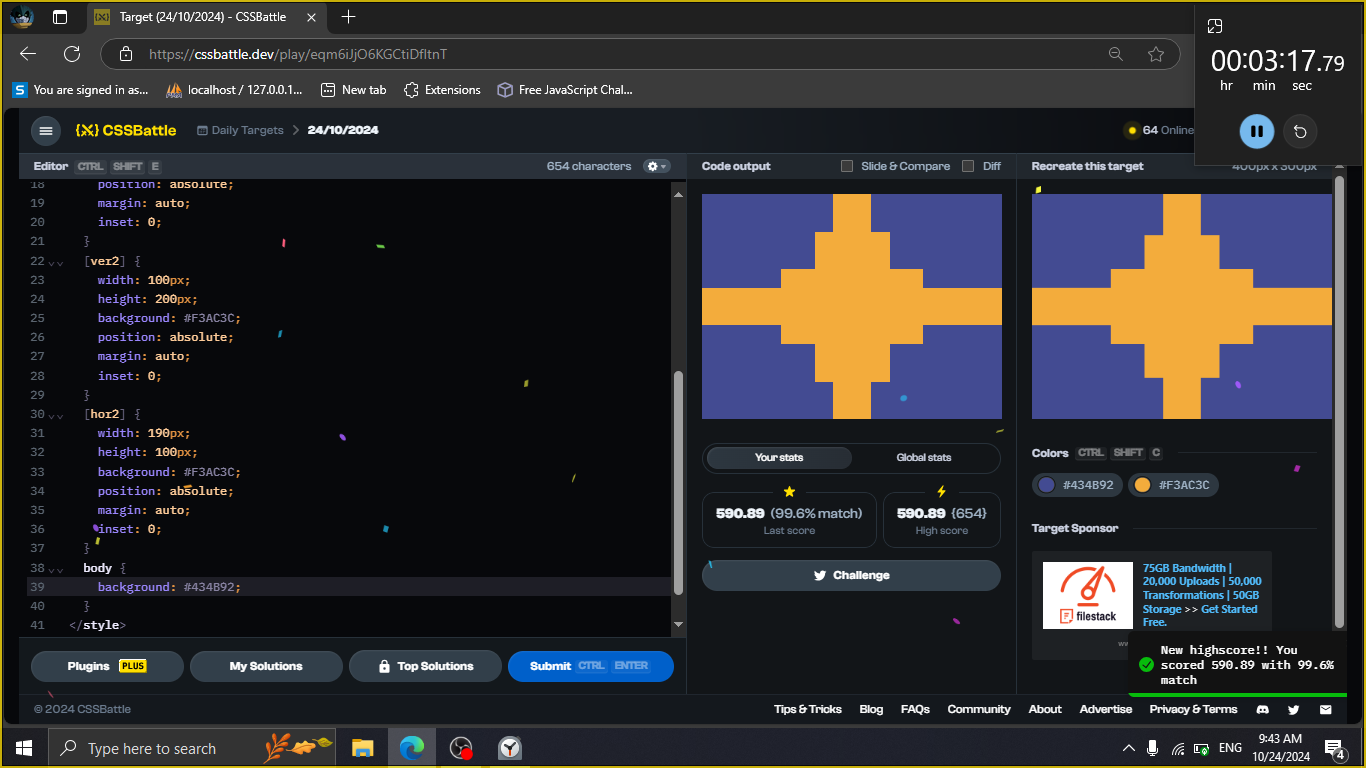 Target (24/10/2024) - CSSBattle
https://cssbattle.dev/play/eqm6iJjO6KGCtiDfltnT
00:03:17.79
hr min sec
You are signed in as...
localhost / 127.0.0.1...
New tab
Extensions
Free JavaScript Chal...
{X} CSSBattle
Daily Targets > 24/10/2024
64 Online
Editor CTRL SHIFT E
654 characters
Code output
Slide & Compare
Diff
Recreate this target
400px x 300px
18 position: absolute;
19 margin: auto;
20 inset: 0;
21 }
22 [ver2] {
23 width: 100px;
24 height: 200px;
25 background: #F3AC3C;
26 position: absolute;
27 margin: auto;
28 inset: 0;
29 }
30 [hor2] {
31 width: 190px;
32 height: 100px;
33 background: #F3AC3C;
34 position: absolute;
35 margin: auto;
36 inset: 0;
37 }
38 body {
39 background: #434B92;
40 }
41 </style>
Your stats
Global stats
590.89 (99.6% match)
Last score
590.89 {654}
High score
Challenge
Colors CTRL SHIFT C
#434B92
#F3AC3C
Target Sponsor
filestack
75GB Bandwidth |
20,000 Uploads | 50,000
Transformations | 50GB
Storage >> Get Started
Free.
New highscore!! You
scored 590.89 with 99.6%
match
Plugins PLUS
My Solutions
Top Solutions
Submit CTRL ENTER
© 2024 CSSBattle
Tips & Tricks
Blog
FAQs
Community
About
Advertise
Privacy & Terms
Type here to search
ENG
9:43 AM
10/24/2024
4